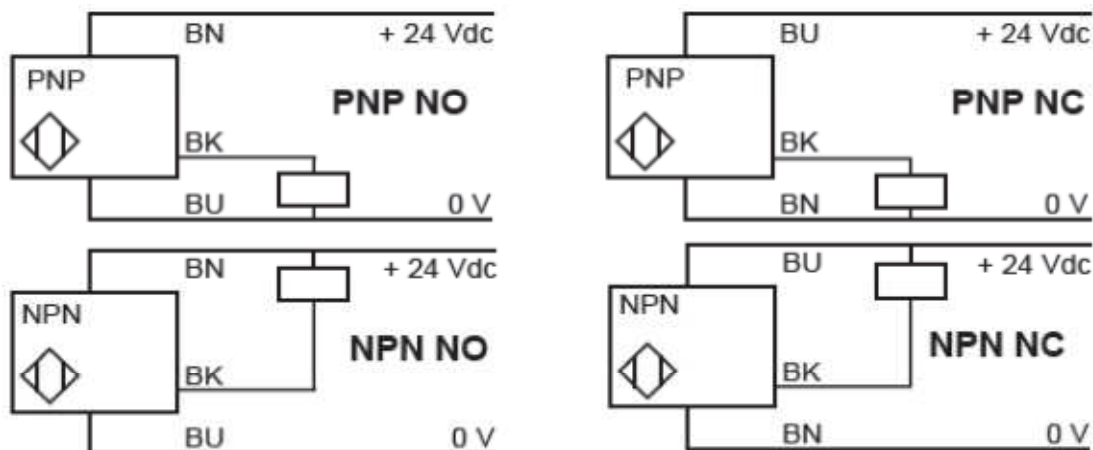 BN + 24 Vdc
PNP
PNP NO
BK
BU 0 V
BU + 24 Vdc
PNP
PNP NC
BK
BN 0 V
BN + 24 Vdc
NPN
NPN NO
BK
BU 0 V
BU + 24 Vdc
NPN
NPN NC
BK
BN 0 V